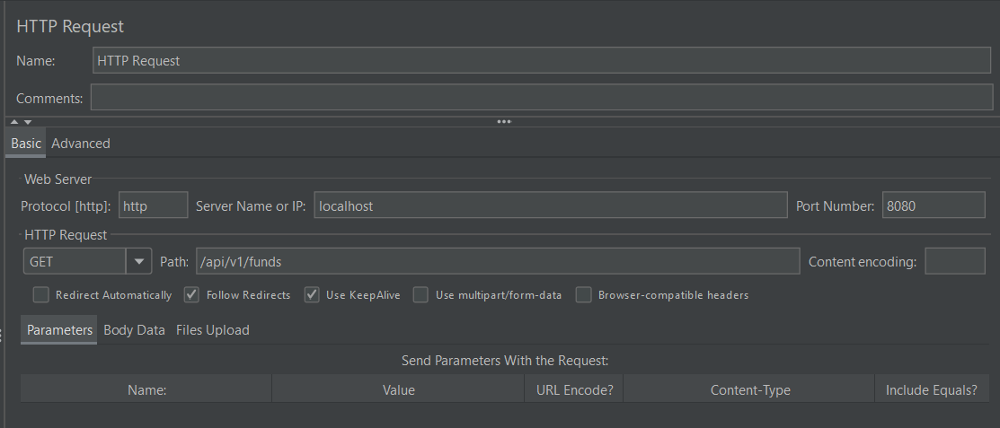 HTTP Request
Name: HTTP Request
Comments:
Basic Advanced
Web Server
Protocol [http]: http Server Name or IP: localhost Port Number: 8080
HTTP Request
GET Path: /api/v1/funds Content encoding:
Redirect Automatically Follow Redirects Use KeepAlive Use multipart/form-data Browser-compatible headers
Parameters Body Data Files Upload
Send Parameters With the Request:
Name: Value URL Encode? Content-Type Include Equals?